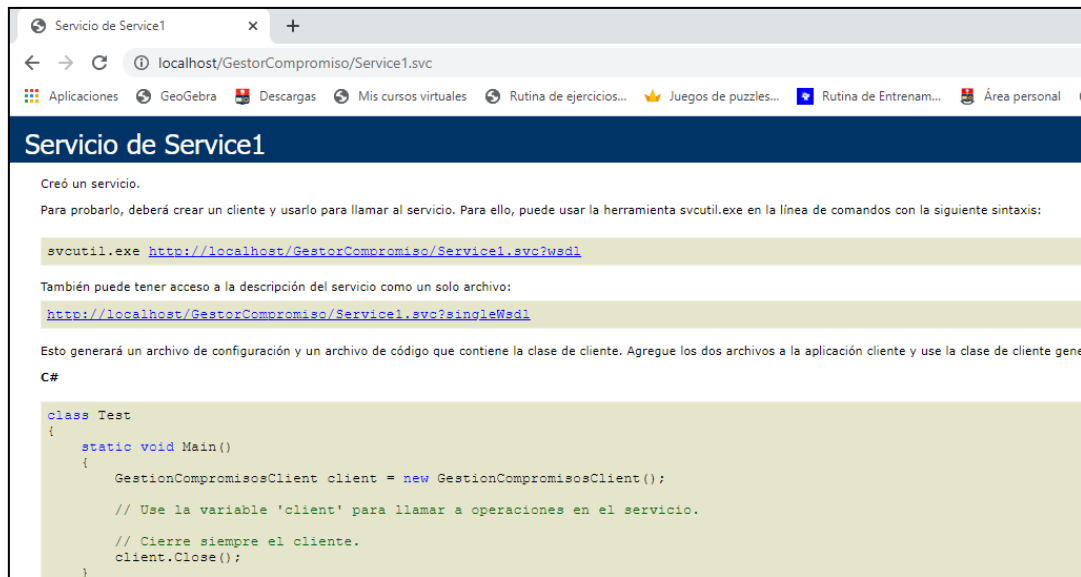 Servicio de Service1
localhost/GestorCompromiso/Service1.svc
Aplicaciones GeoGebra Descargas Mis cursos virtuales Rutina de ejercicios... Juegos de puzzles... Rutina de Entrenam... Área personal
Servicio de Service1
Creó un servicio.
Para probarlo, deberá crear un cliente y usarlo para llamar al servicio. Para ello, puede usar la herramienta svcutil.exe en la línea de comandos con la siguiente sintaxis:
svcutil.exe http://localhost/GestorCompromiso/Service1.svc?wsdl
También puede tener acceso a la descripción del servicio como un solo archivo:
http://localhost/GestorCompromiso/Service1.svc?singleWsdl
Esto generará un archivo de configuración y un archivo de código que contiene la clase de cliente. Agregue los dos archivos a la aplicación cliente y use la clase de cliente gene
C#
class Test
{
    static void Main()
    {
        GestionCompromisosClient client = new GestionCompromisosClient();
        // Use la variable 'client' para llamar a operaciones en el servicio.
        // Cierre siempre el cliente.
        client.Close();
    }